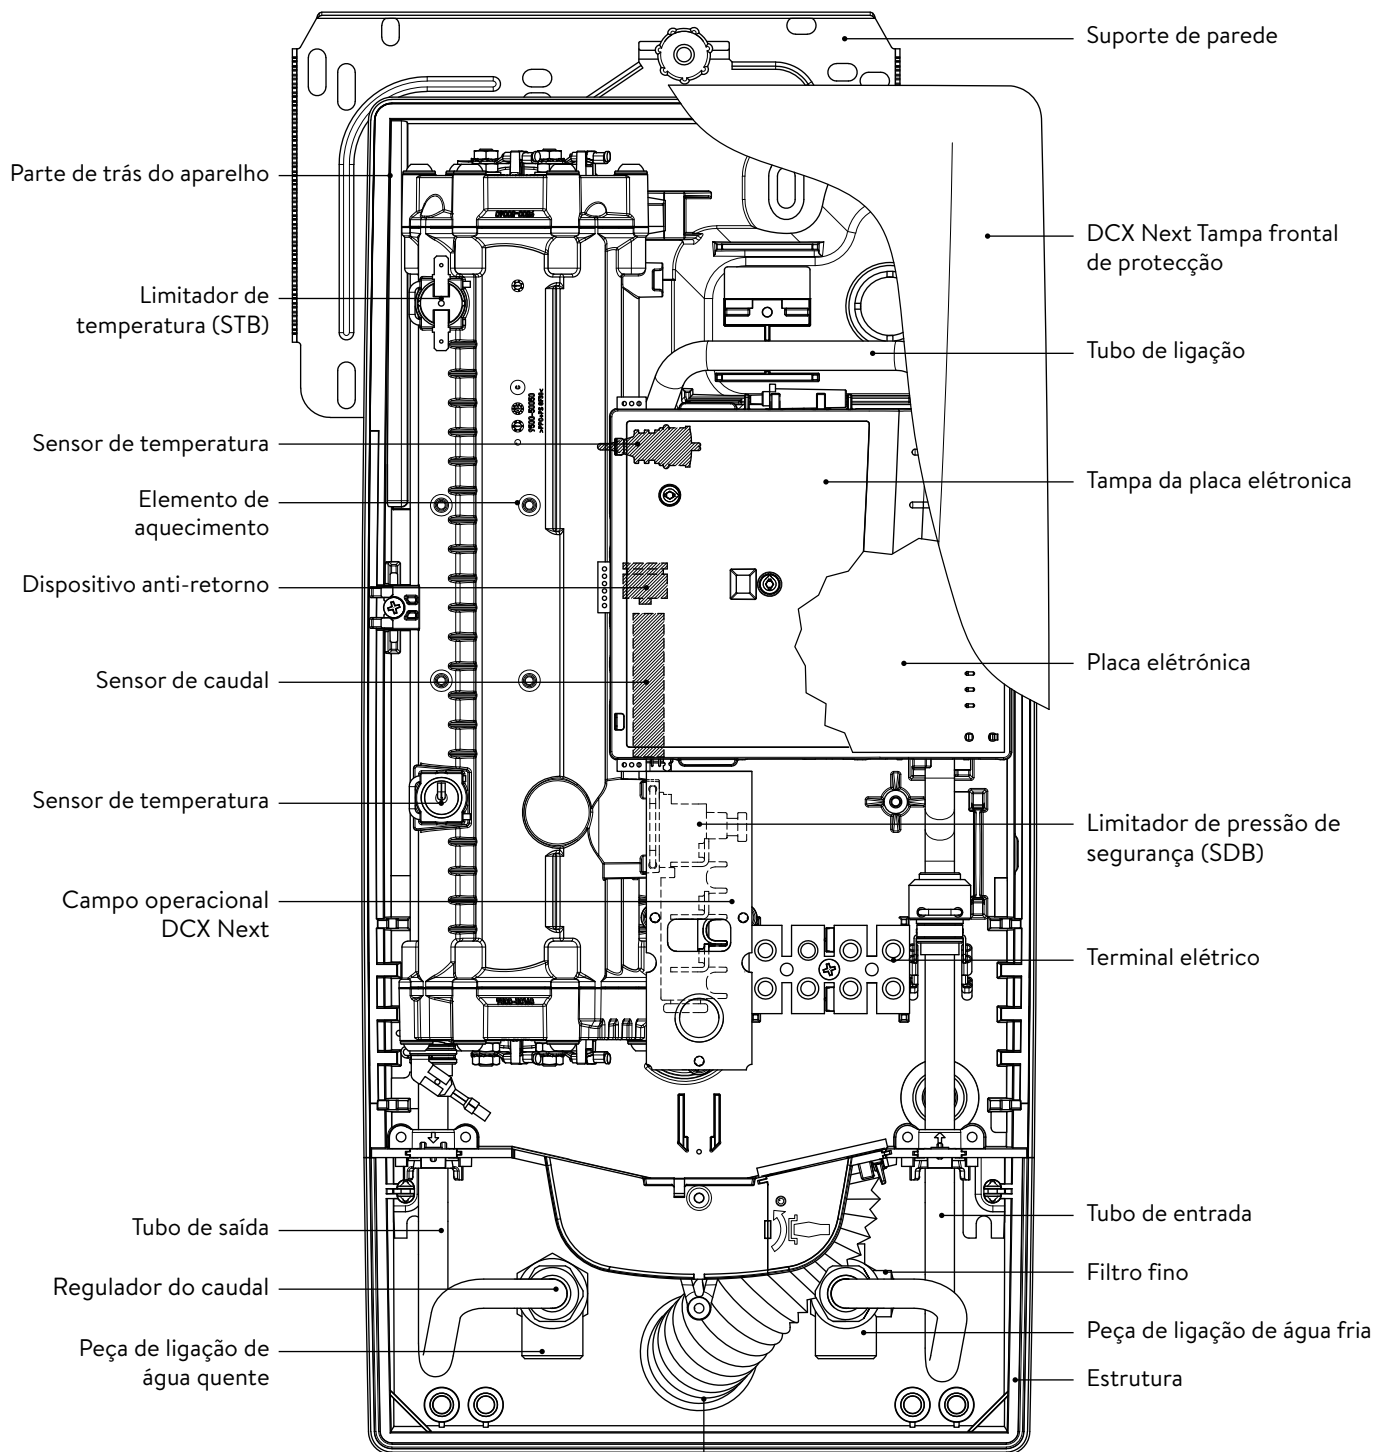 Suporte de parede
Parte de trás do aparelho
DCX Next Tampa frontal
de protecção
Limitador de
temperatura (STB)
Tubo de ligação
Sensor de temperatura
Tampa da placa elétronica
Elemento de
aquecimento
Dispositivo anti-retorno
Placa elétrónica
Sensor de caudal
Sensor de temperatura
Limitador de pressão de
segurança (SDB)
Campo operacional
DCX Next
Terminal elétrico
Tubo de saída
Tubo de entrada
Regulador do caudal
Filtro fino
Peça de ligação de
água quente
Peça de ligação de água fria
Estrutura